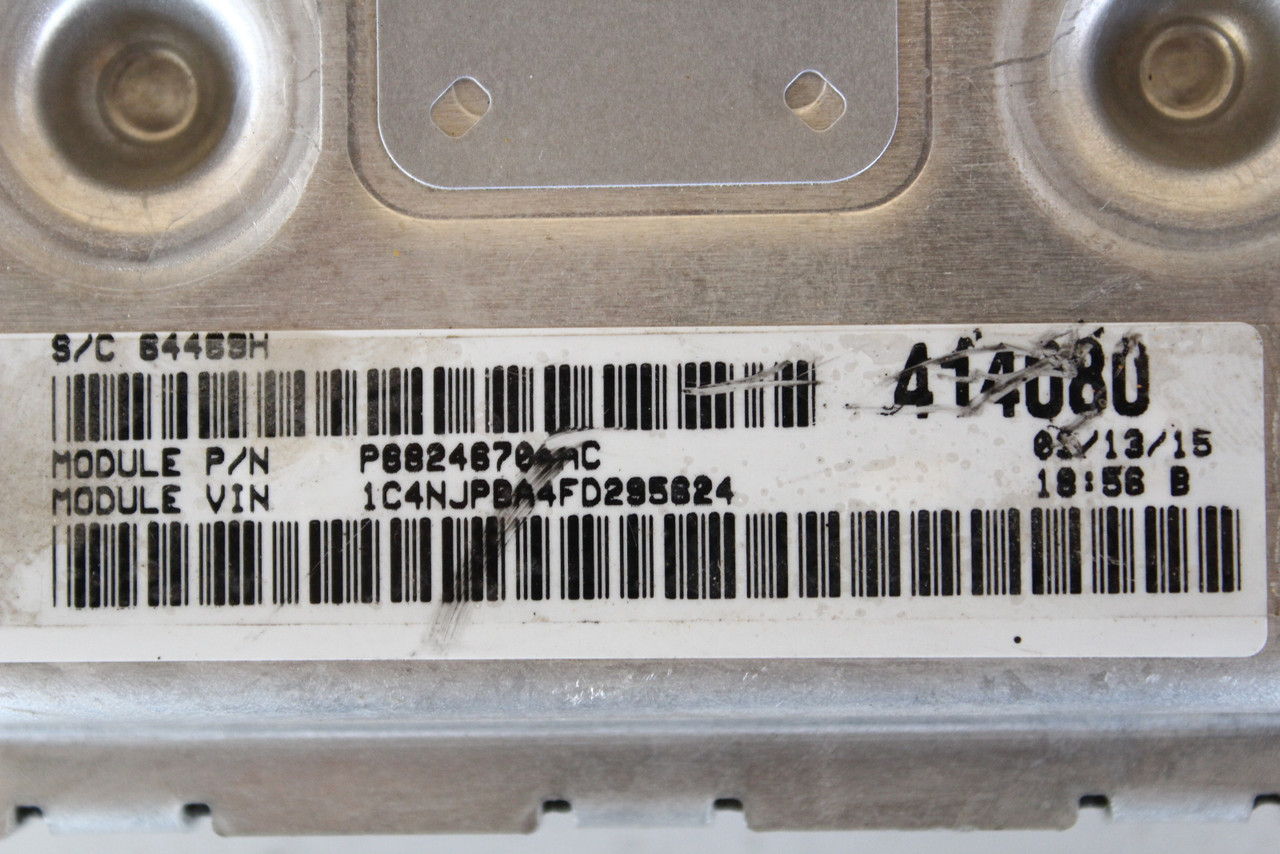 S/C 64469H
414080
MODULE P/N
MODULE VIN 1C4NJPBA4FD295624
18:56 B